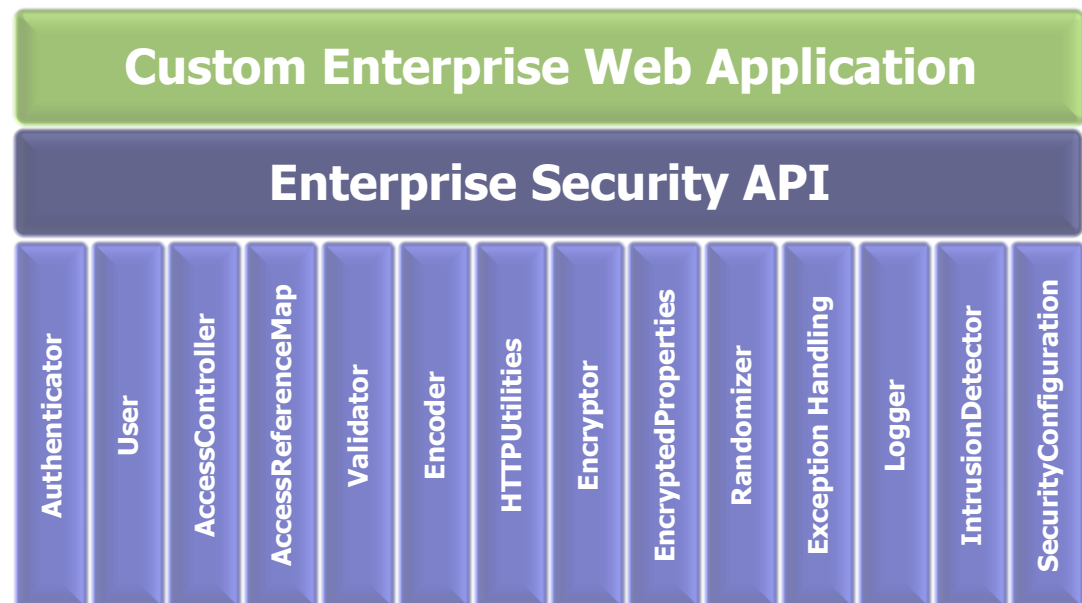 Custom Enterprise Web Application
Enterprise Security API
Authenticator
User
AccessController
AccessReferenceMap
Validator
Encoder
HTTPUtilities
Encryptor
EncryptedProperties
Randomizer
Exception Handling
Logger
IntrusionDetector
SecurityConfiguration